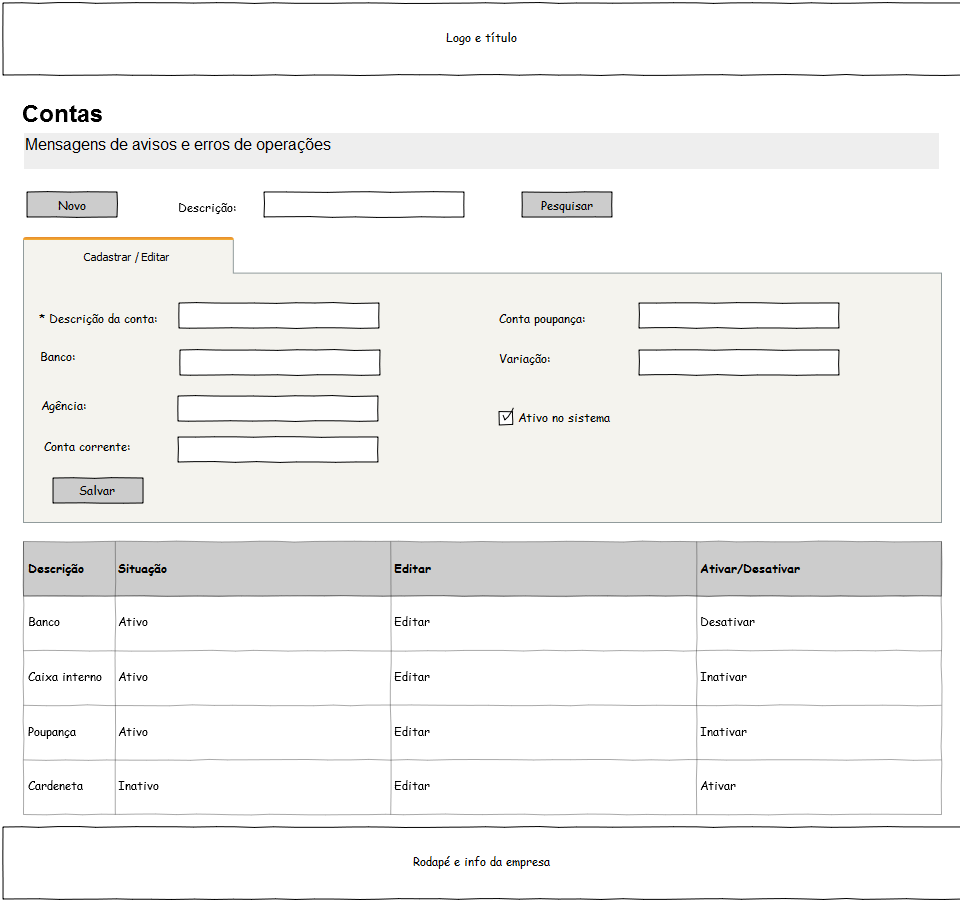 Logo e título
Contas
Mensagens de avisos e erros de operações
Novo Descrição: Pesquisar
Cadastrar / Editar
* Descrição da conta: Conta poupança:
Banco: Variação:
Agência: Ativo no sistema
Conta corrente:
Salvar
Descrição Situação Editar Ativar/Desativar
Banco Ativo Editar Desativar
Caixa interno Ativo Editar Inativar
Poupança Ativo Editar Inativar
Cardeneta Inativo Editar Ativar
Rodapé e info da empresa